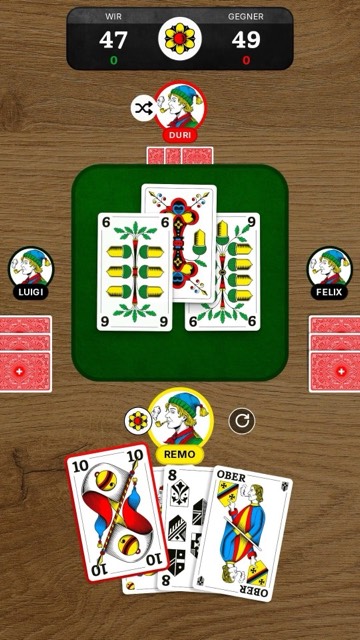 WIR GEGNER
47 49
0 0
DURI
6 6 9
LUIGI FELIX
9 9 6 6
REMO
10 10 8 OBER
10 10 OBER